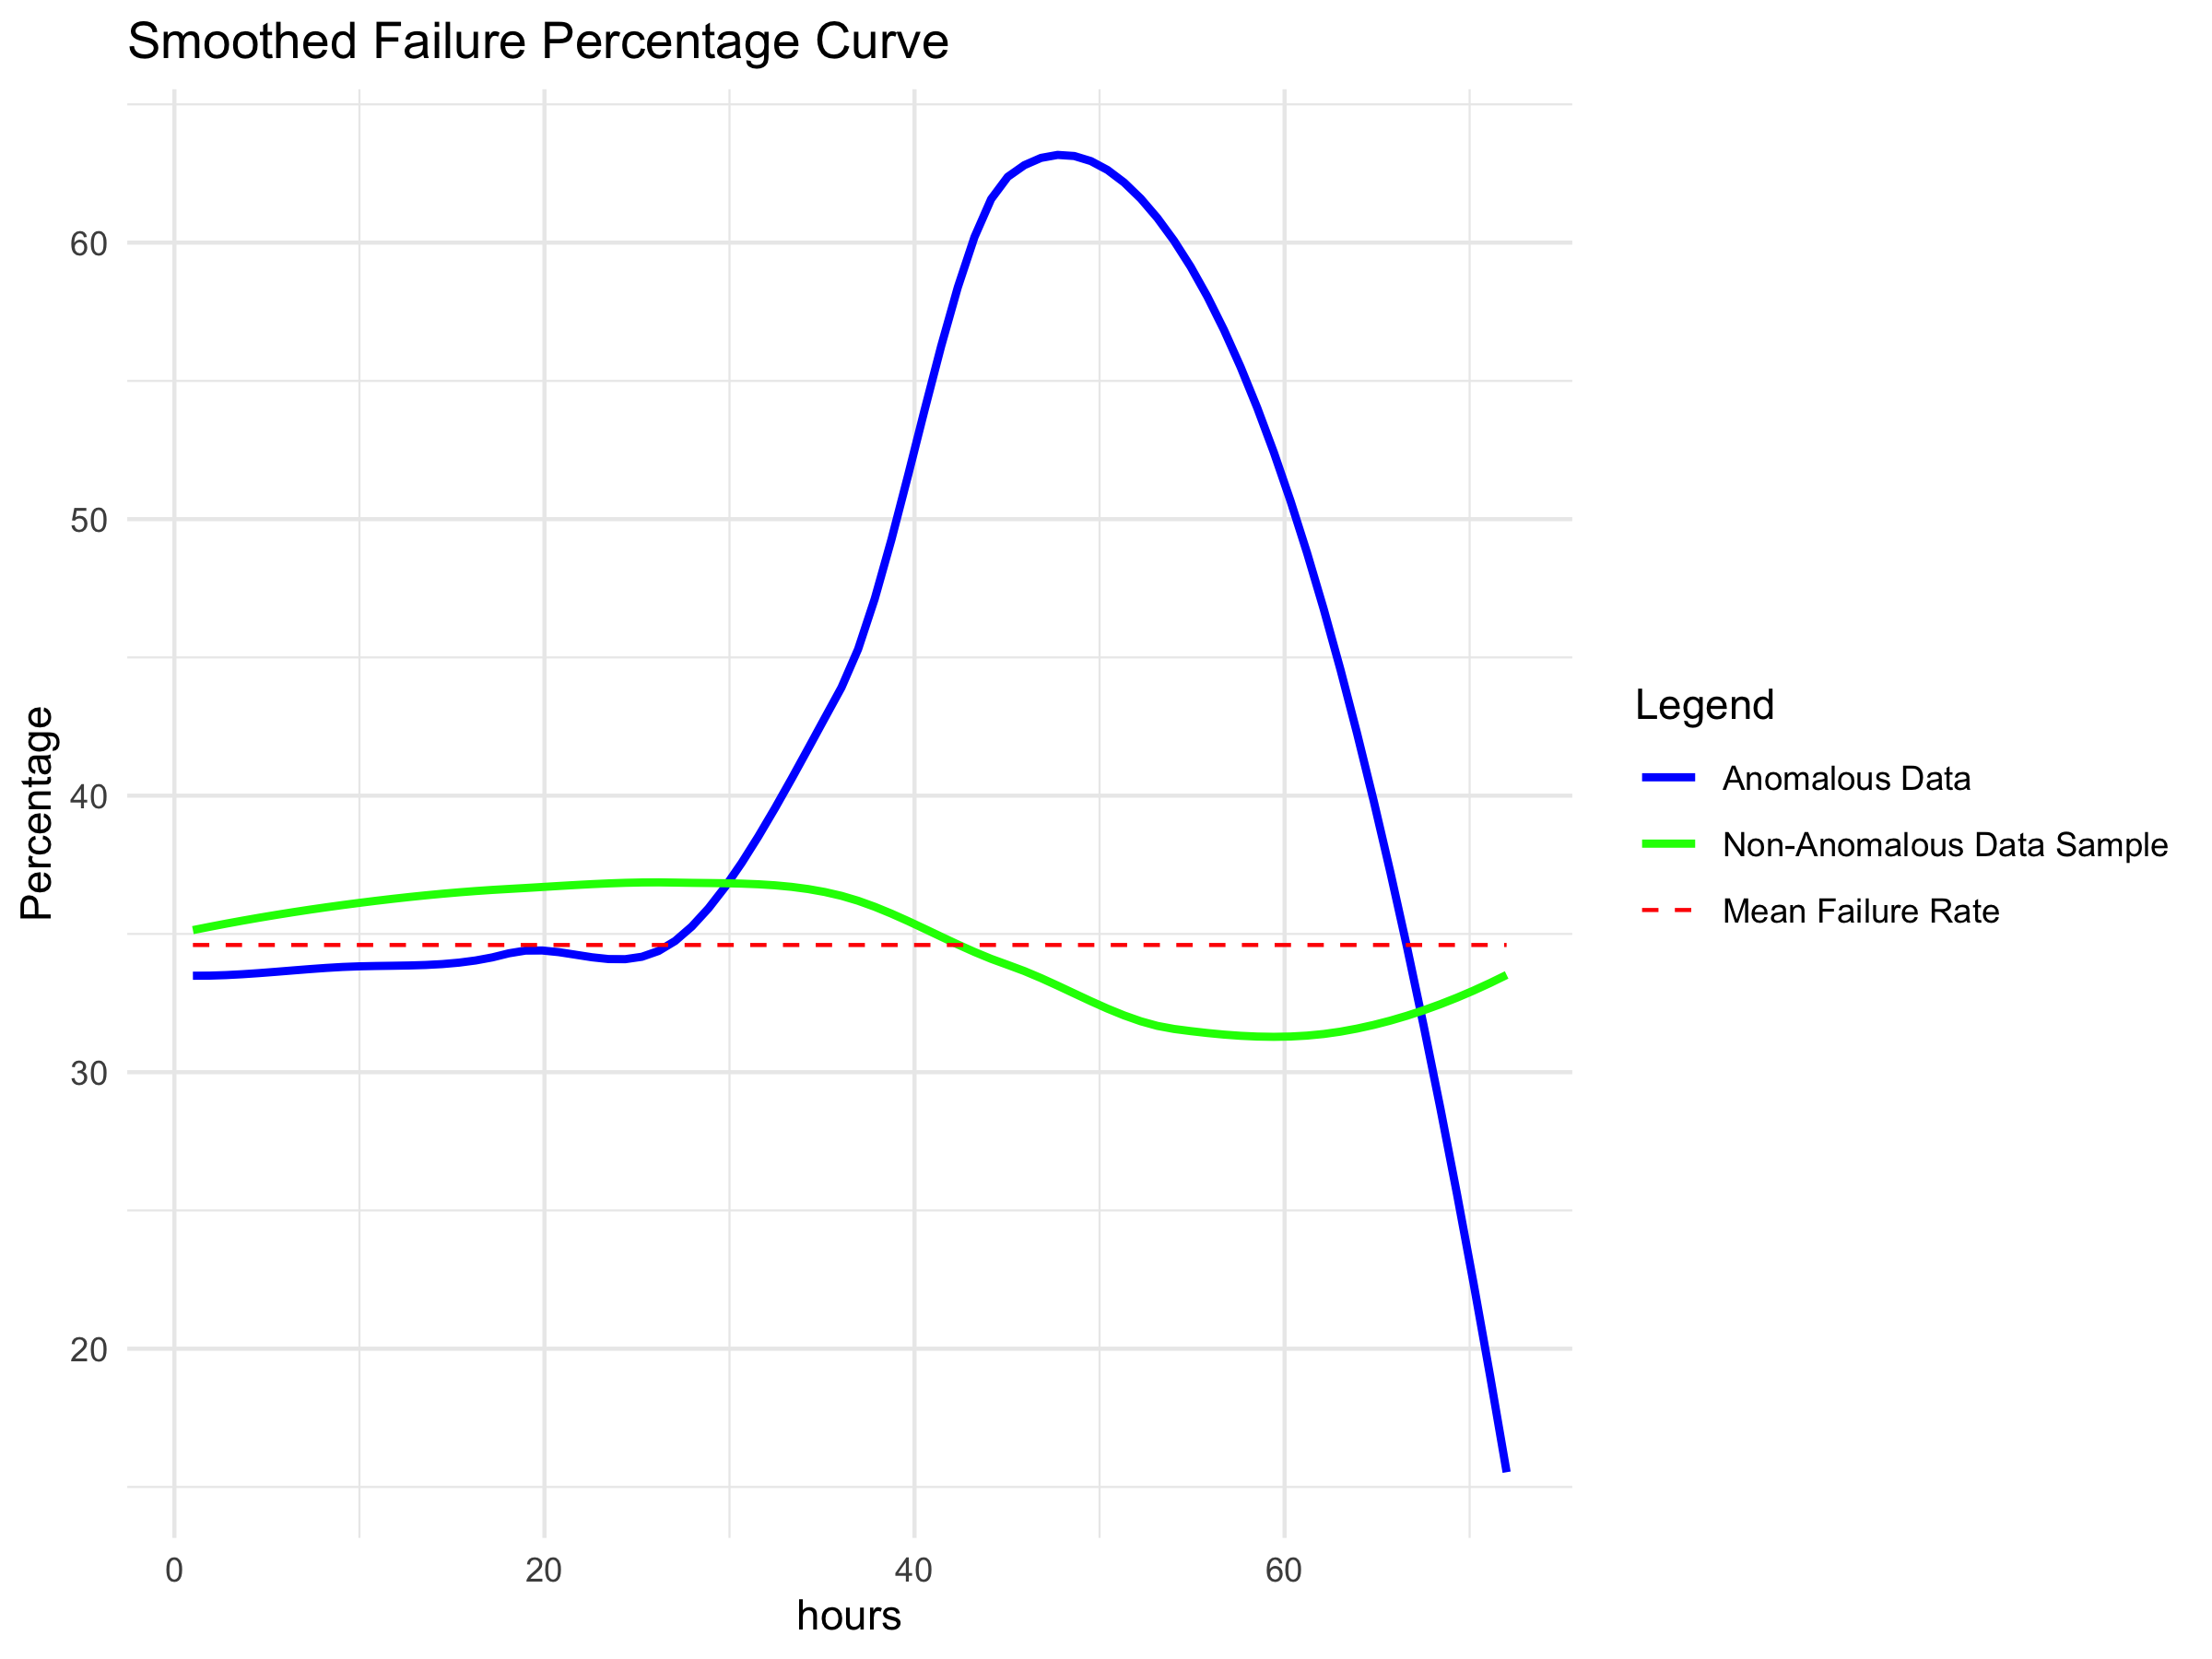 Smoothed Failure Percentage Curve
Percentage
60
50
40
30
20
0 20 40 60
hours
Legend
Anomalous Data
Non-Anomalous Data Sample
Mean Failure Rate